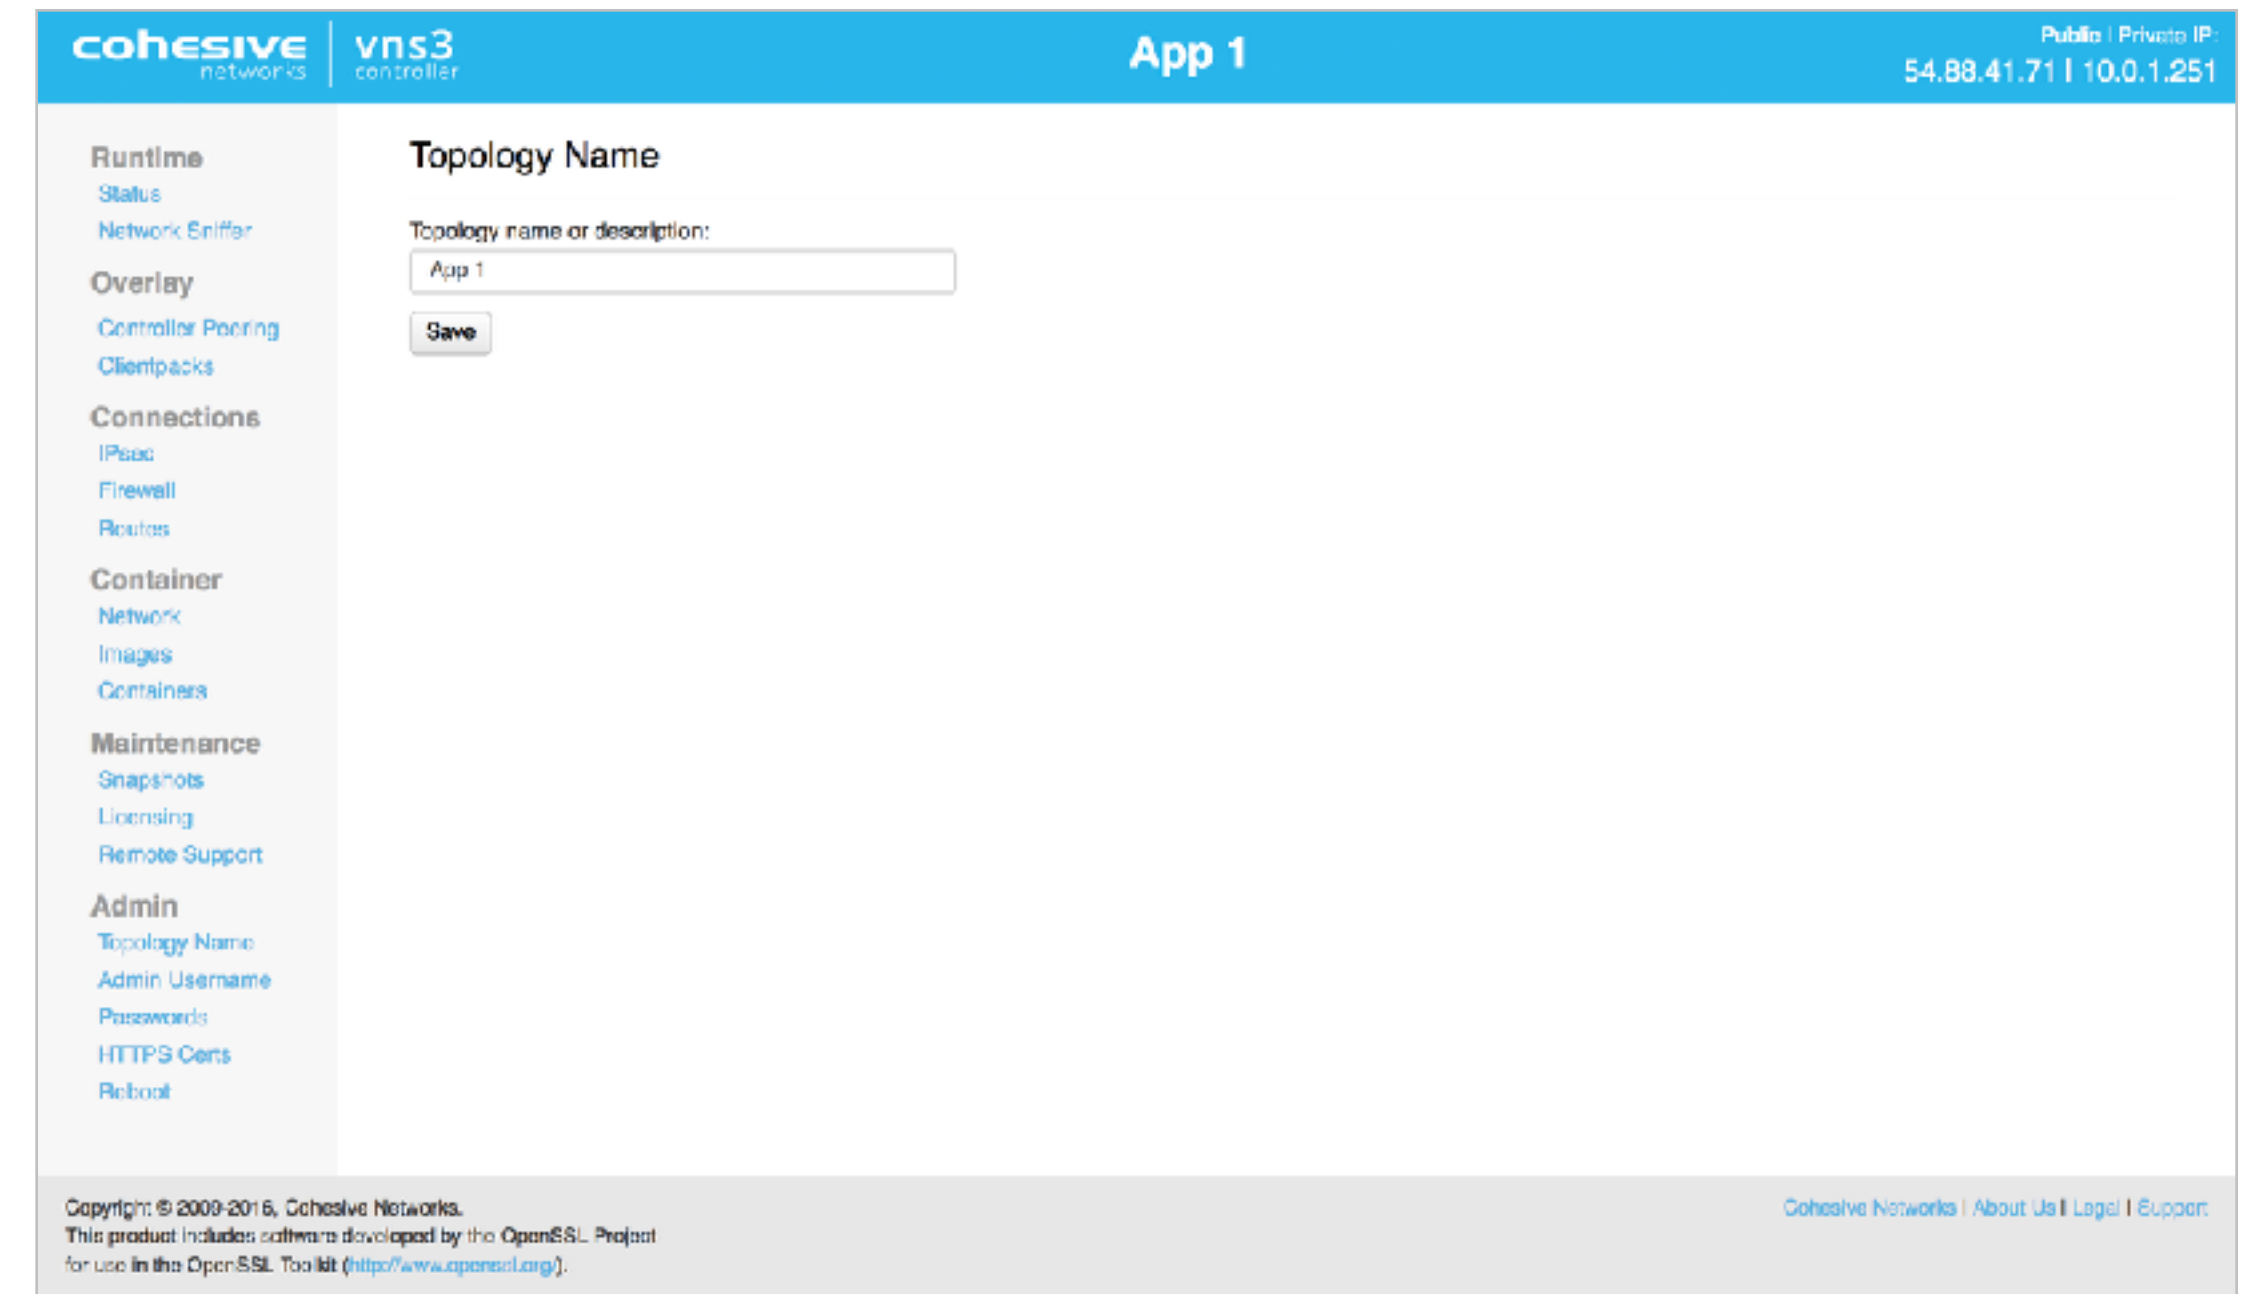 cohesive networks
vns3 controller
App 1
Public | Private IP:
54.88.41.71 | 10.0.1.251
Runtime
Status
Network Sniffer
Overlay
Controller Peering
Clientpacks
Connections
IPsec
Firewall
Routes
Container
Network
Images
Containers
Maintenance
Snapshots
Licensing
Remote Support
Admin
Topology Name
Admin Username
Passwords
HTTPS Certs
Reboot
Topology Name
Topology name or description:
App 1
Save
Copyright © 2009-2016, Cohesive Networks.
This product includes software developed by the OpenSSL Project
for use in the OpenSSL Toolkit (http://www.openssl.org/).
Cohesive Networks | About Us | Legal | Support